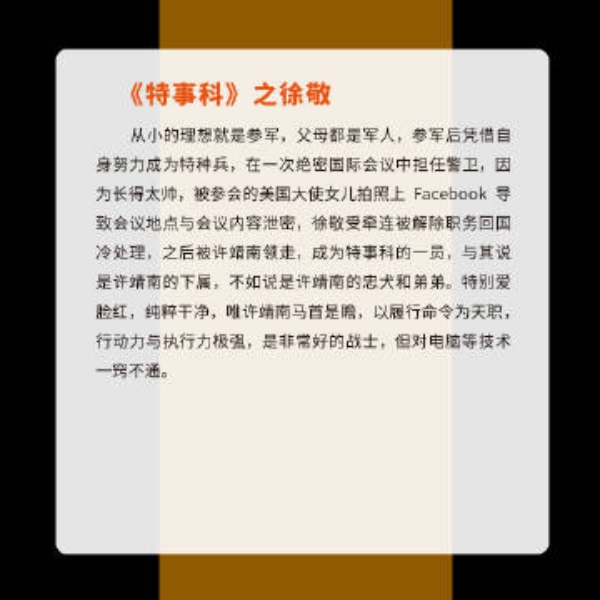 《特事科》之徐敬
从小的理想就是参军，父母都是军人，参军后凭借自
身努力成为特种兵，在一次绝密国际会议中担任警卫，因
为长得太帅，被参会的美国大使女儿拍照上 Facebook 导
致会议地点与会议内容泄密，徐敬受牵连被解除职务回国
冷处理，之后被许靖南领走，成为特事科的一员，与其说
是许靖南的下属，不如说是许靖南的忠犬和弟弟。特别爱
脸红，纯粹干净，唯许靖南马首是瞻，以履行命令为天职，
行动力与执行力极强，是非常好的战士，但对电脑等技术
一窍不通。